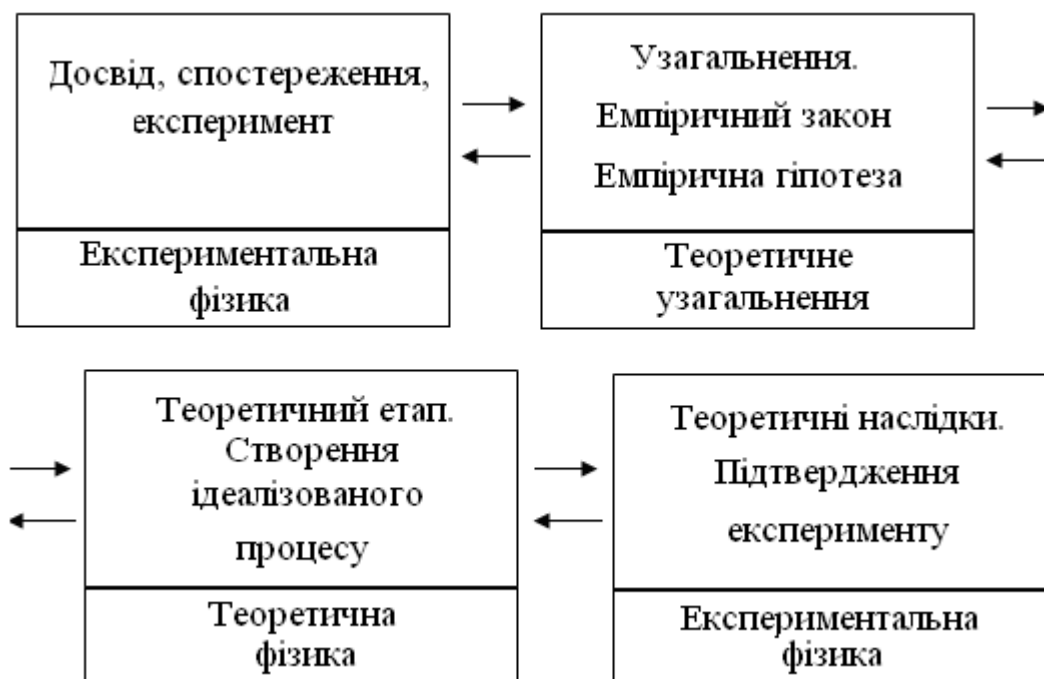 Досвід, спостереження,
експеримент
Експериментальна
фізика
Узагальнення.
Емпіричний закон
Емпірична гіпотеза
Теоретичне
узагальнення
Теоретичний етап.
Створення
ідеалізованого
процесу
Теоретична
фізика
Теоретичні наслідки.
Підтвердження
експерименту
Експериментальна
фізика